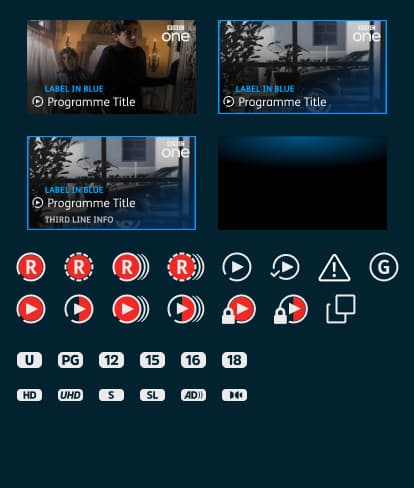 BBC
one
LABEL IN BLUE
Programme Title
BBC
one
LABEL IN BLUE
Programme Title
BBC
one
LABEL IN BLUE
Programme Title
THIRD LINE INFO
R R R R G
U PG 12 15 16 18
HD UHD S SL AD))